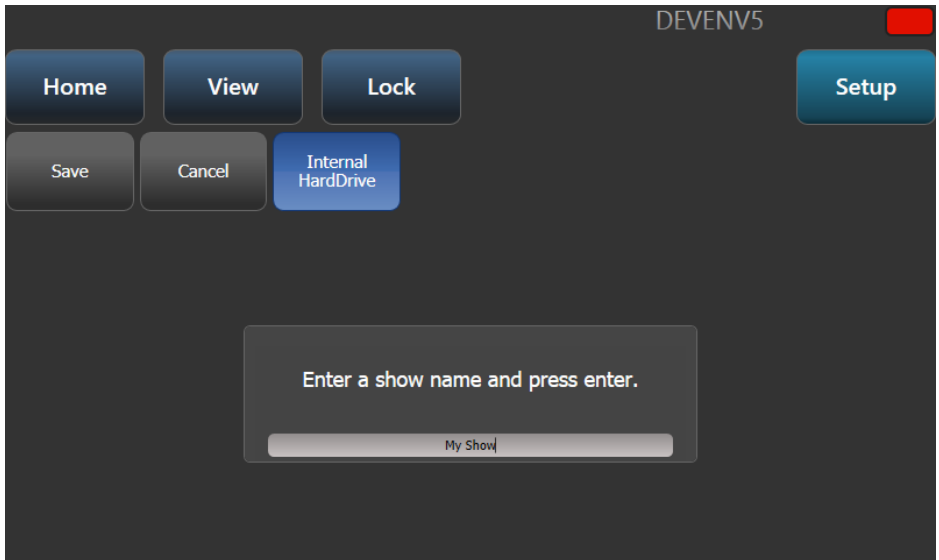 DEVENV5
Home
View
Lock
Setup
Save
Cancel
Internal
HardDrive
Enter a show name and press enter.
My Show